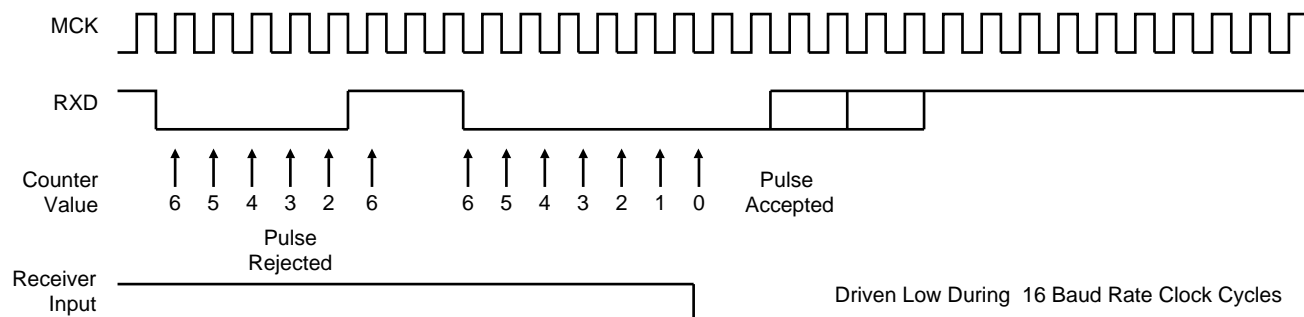 MCK
RXD
Counter
Value
6 5 4 3 2 6 6 5 4 3 2 1 0
Pulse
Accepted
Pulse
Rejected
Receiver
Input
Driven Low During 16 Baud Rate Clock Cycles